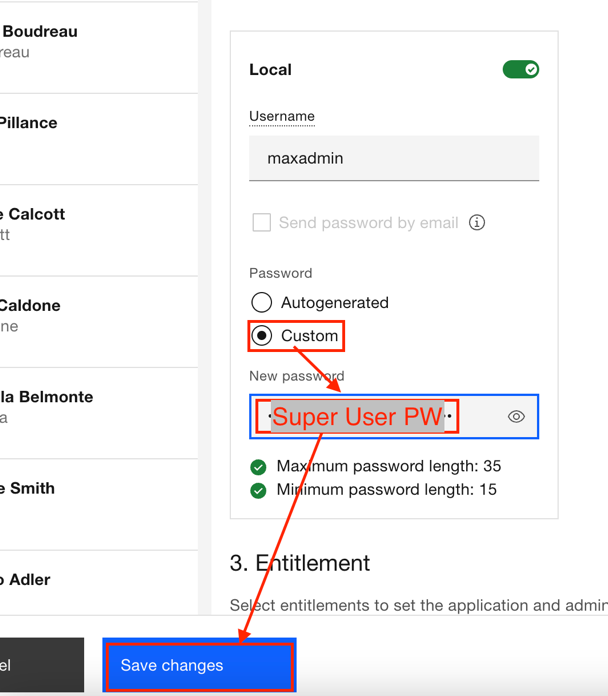 Boudreau
reau
Pillance
e Calcott
tt
Caldone
ne
la Belmonte
a
e Smith
o Adler
Local
Username
maxadmin
Send password by email
Password
Autogenerated
Custom
New password
Super User PW
Maximum password length: 35
Minimum password length: 15
3. Entitlement
Select entitlements to set the application and admin
el
Save changes